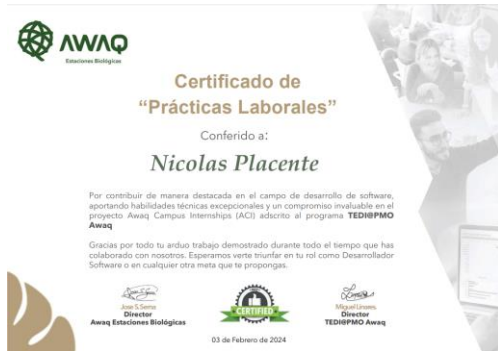 AWAQ
Estaciones Biológicas
Certificado de
“Prácticas Laborales”
Conferido a:
Nicolas Placente
Por contribuir de manera destacada en el campo de desarrollo de software,
aportando habilidades técnicas excepcionales y un compromiso invaluable en el
proyecto Awaq Campus Internships (ACI) adscrito al programa TEDI@PMO
Awaq
Gracias por todo tu arduo trabajo demostrado durante todo el tiempo que has
colaborado con nosotros. Esperamos verte triunfar en tu rol como Desarrollador
Software o en cualquier otra meta que te propongas.
Jose S.Serna
Director
Awaq Estaciones Biológicas
CERTIFIED
Miguel Linares
Director
TEDI@PMO Awaq
03 de Febrero de 2024